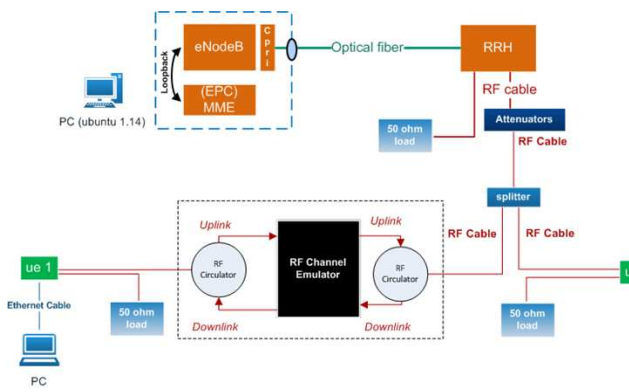 eNodeB
Cpri
Loopback
(EPC)
MME
PC (ubuntu 1.14)
Optical fiber
RRH
RF cable
50 ohm
load
Attenuators
RF Cable
splitter
RF Cable
RF Cable
Uplink
Uplink
RF Channel
Emulator
RF
Circulator
RF
Circulator
Downlink
Downlink
ue 1
Ethernet Cable
50 ohm
load
PC
50 ohm
load
u